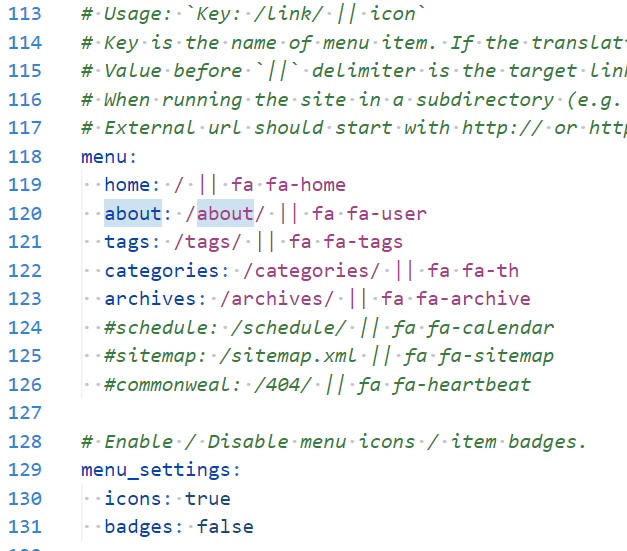 113 # Usage: `Key: /link/ || icon`
114 # Key is the name of menu item. If the translat
115 # Value before `||` delimiter is the target lin
116 # When running the site in a subdirectory (e.g.
117 # External url should start with http:// or htt
118 menu:
119 home: / || fa fa-home
120 about: /about/ || fa fa-user
121 tags: /tags/ || fa fa-tags
122 categories: /categories/ || fa fa-th
123 archives: /archives/ || fa fa-archive
124 #schedule: /schedule/ || fa fa-calendar
125 #sitemap: /sitemap.xml || fa fa-sitemap
126 #commonweal: /404/ || fa fa-heartbeat
127
128 # Enable / Disable menu icons / item badges.
129 menu_settings:
130 icons: true
131 badges: false